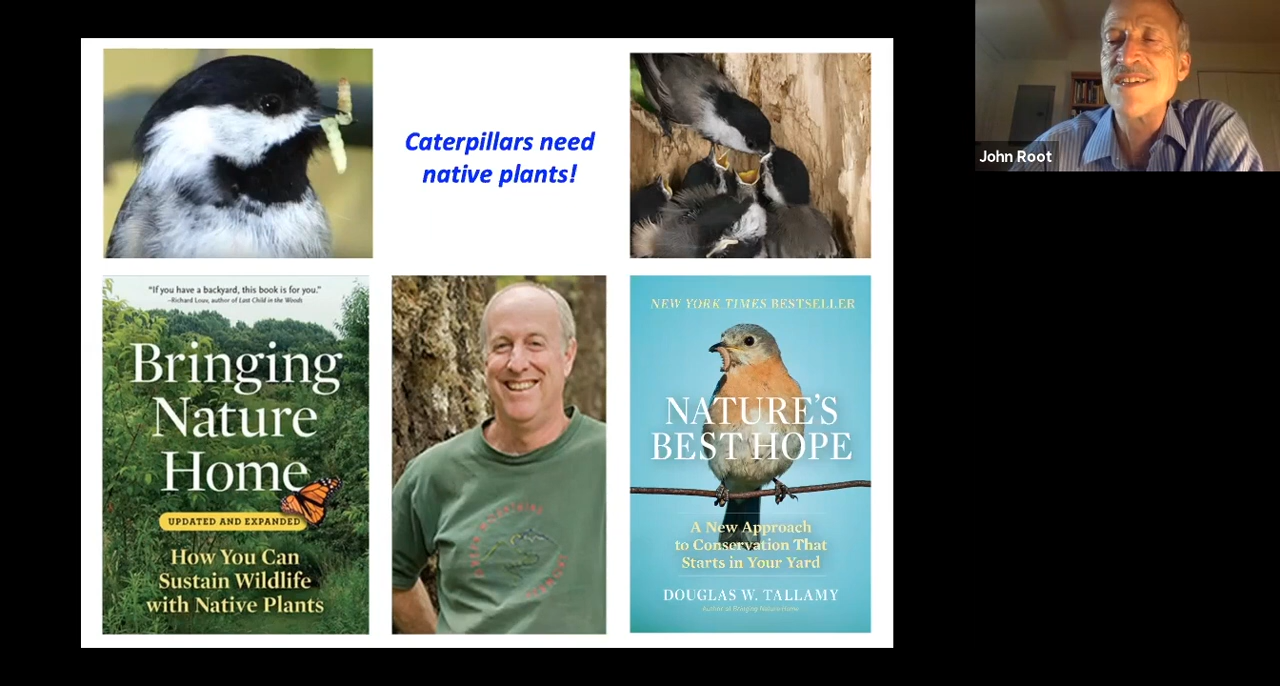 Caterpillars need
native plants!
John Root
"If you have a backyard, this book is for you."
–Richard Louv, author of Last Child in the Woods
Bringing
Nature
Home
UPDATED AND EXPANDED
How You Can
Sustain Wildlife
with Native Plants
NEW YORK TIMES BESTSELLER
NATURE'S
BEST HOPE
A New Approach
to Conservation That
Starts in Your Yard
DOUGLAS W. TALLAMY
Author of Bringing Nature Home